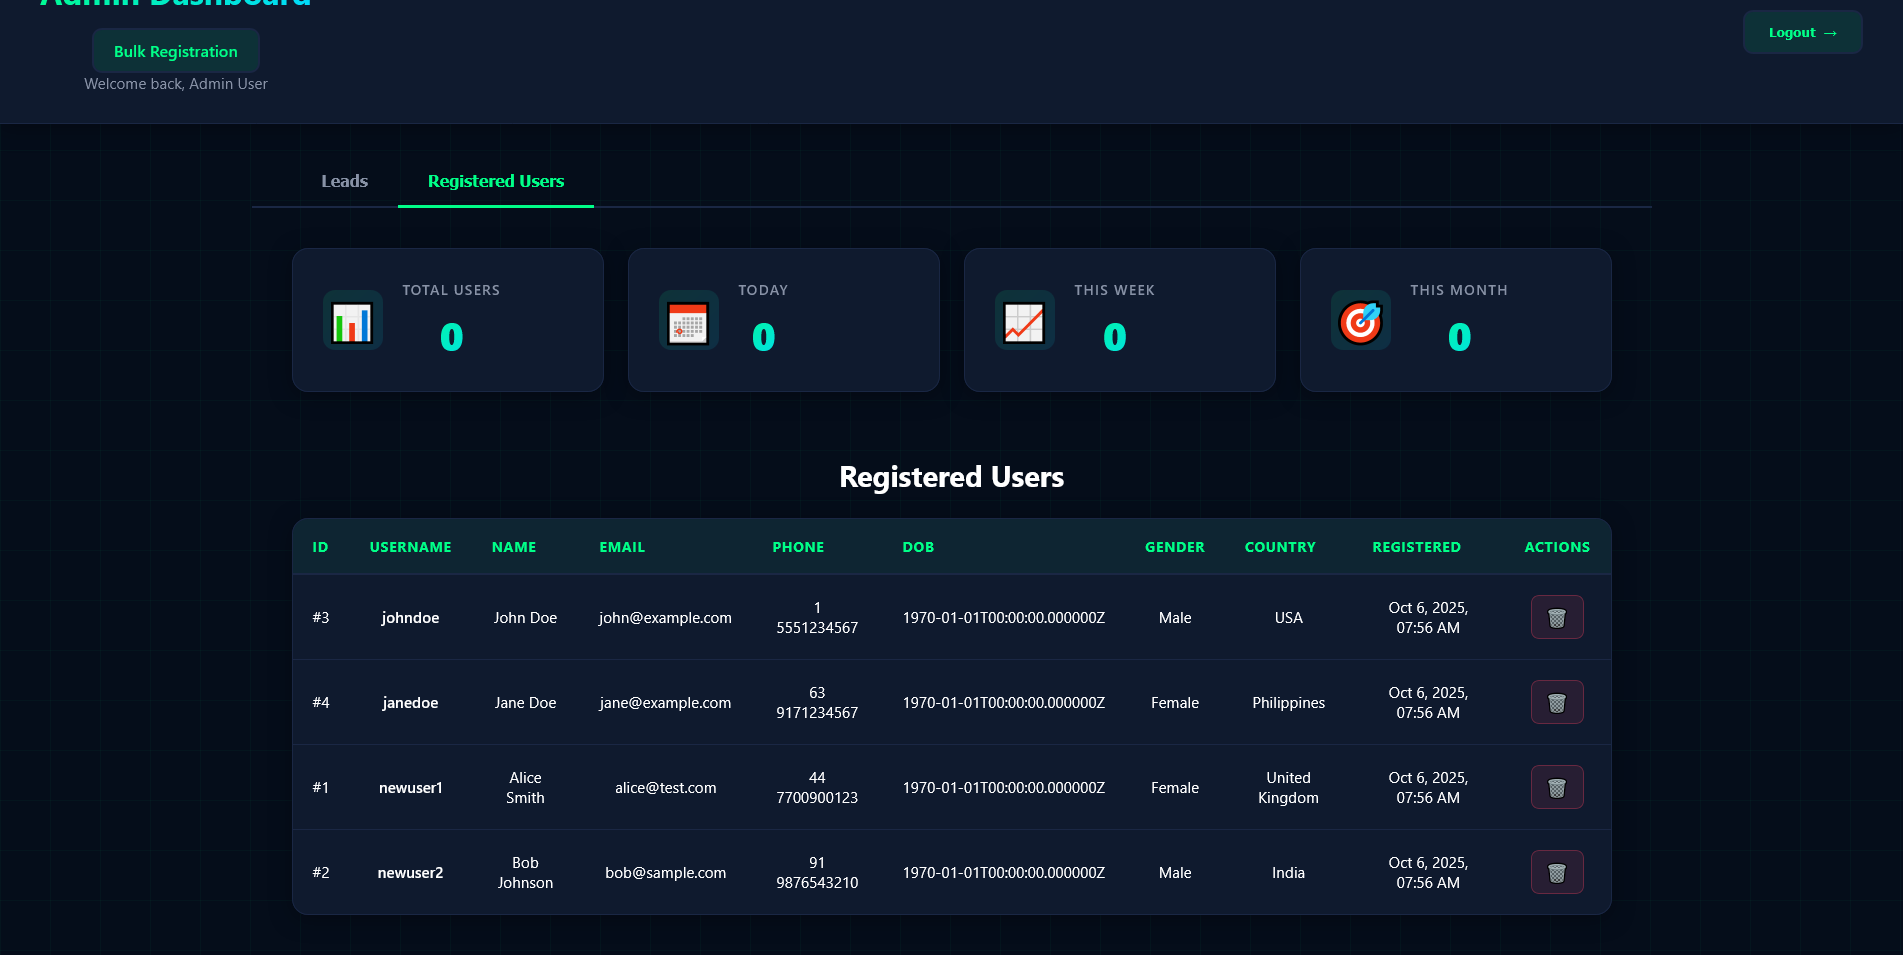 Admin Dashboard
Bulk Registration
Welcome back, Admin User
Logout →
Leads
Registered Users
TOTAL USERS
0
TODAY
0
THIS WEEK
0
THIS MONTH
0
Registered Users
ID USERNAME NAME EMAIL PHONE DOB GENDER COUNTRY REGISTERED ACTIONS
#3 johndoe John Doe john@example.com 1 5551234567 1970-01-01T00:00:00.000000Z Male USA Oct 6, 2025, 07:56 AM
#4 janedoe Jane Doe jane@example.com 63 9171234567 1970-01-01T00:00:00.000000Z Female Philippines Oct 6, 2025, 07:56 AM
#1 newuser1 Alice Smith alice@test.com 44 7700900123 1970-01-01T00:00:00.000000Z Female United Kingdom Oct 6, 2025, 07:56 AM
#2 newuser2 Bob Johnson bob@sample.com 91 9876543210 1970-01-01T00:00:00.000000Z Male India Oct 6, 2025, 07:56 AM